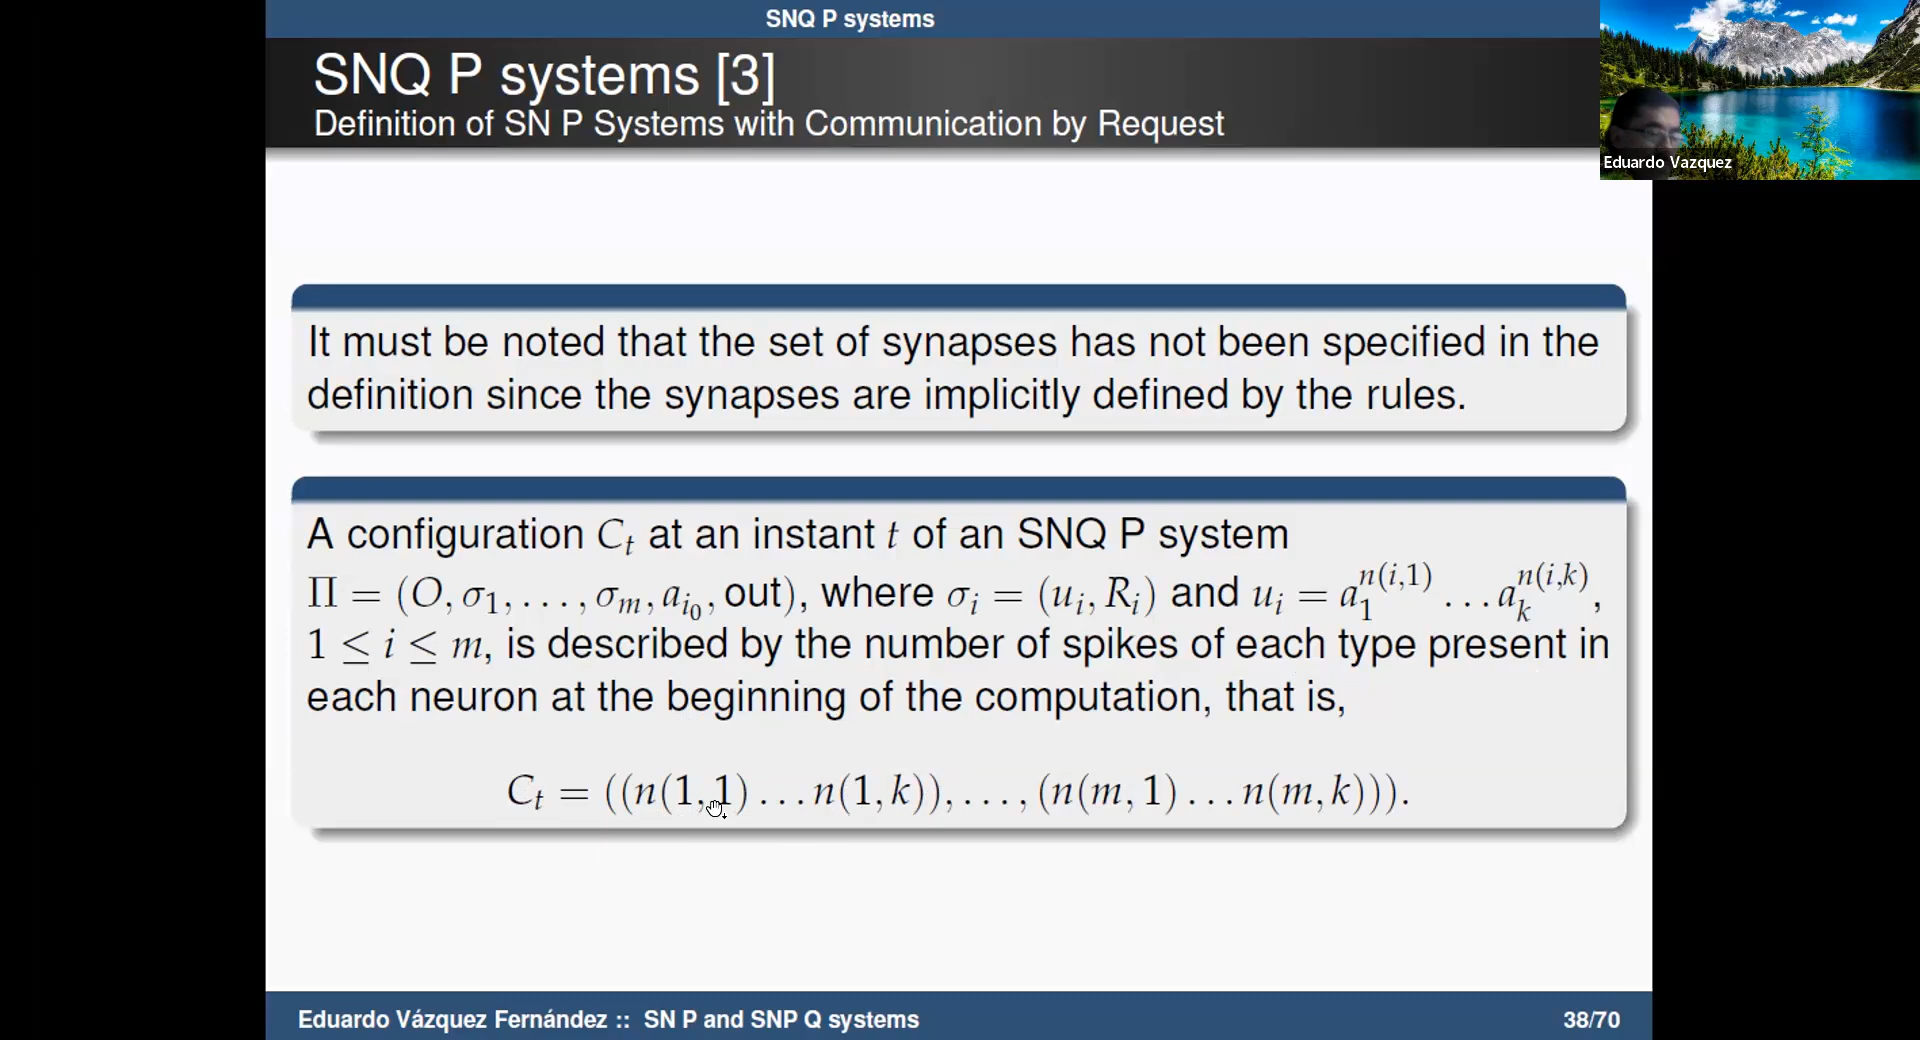 SNQ P systems
SNQ P systems [3]
Definition of SN P Systems with Communication by Request
Eduardo Vazquez
It must be noted that the set of synapses has not been specified in the
definition since the synapses are implicitly defined by the rules.
A configuration C_t at an instant t of an SNQ P system
Π = (O, σ_1, . . . , σ_m, a_{i_0}, out), where σ_i = (u_i, R_i) and u_i = a_1^{n(i,1)} . . . a_k^{n(i,k)},
1 ≤ i ≤ m, is described by the number of spikes of each type present in
each neuron at the beginning of the computation, that is,
C_t = ((n(1,1) . . . n(1,k)), . . . , (n(m,1) . . . n(m,k))).
Eduardo Vázquez Fernández :: SN P and SNP Q systems
38/70